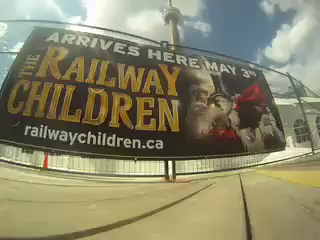 ARRIVES HERE MAY 3RD
THE
RAILWAY
CHILDREN
railwaychildren.ca